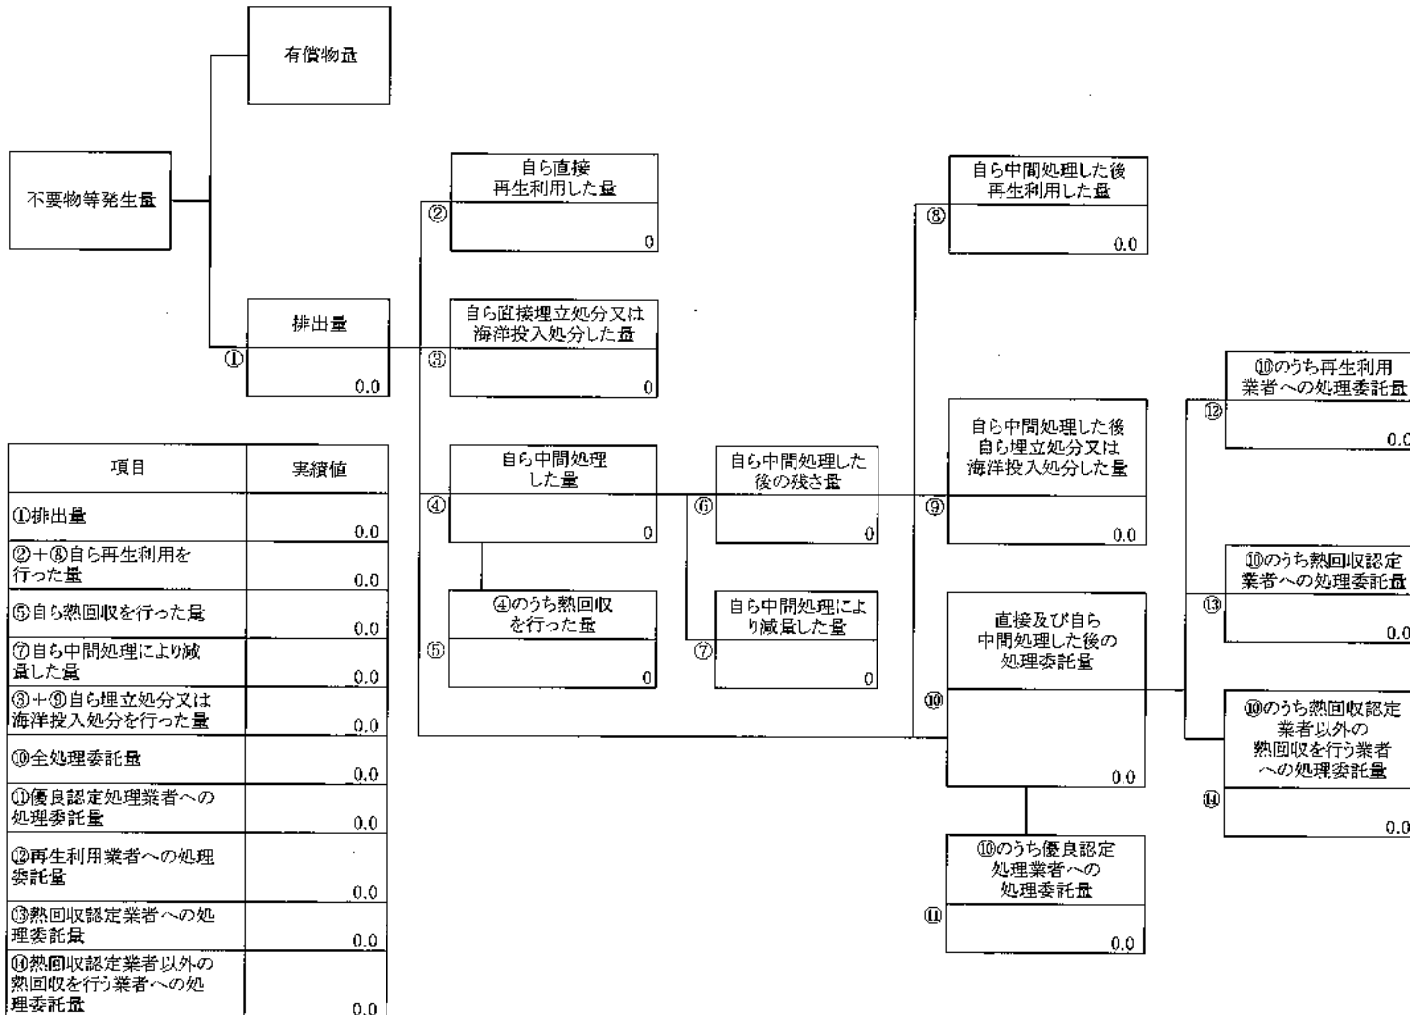 有償物量
不要物等発生量
排出量
①
0.0
自ら直接
再生利用した量
②
0
自ら直接埋立処分又は
海洋投入処分した量
③
0
自ら中間処理
した量
④
0
④のうち熱回収
を行った量
⑤
0
自ら中間処理した
後の残さ量
⑥
0
自ら中間処理によ
り減量した量
⑦
0
自ら中間処理した後
再生利用した量
⑧
0.0
自ら中間処理した後
自ら埋立処分又は
海洋投入処分した量
⑨
0.0
直接及び自ら
中間処理した後の
処理委託量
⑩
0.0
⑩のうち優良認定
処理業者への
処理委託量
⑪
0.0
⑩のうち再生利用
業者への処理委託量
⑫
0.0
⑩のうち熱回収認定
業者への処理委託量
⑬
0.0
⑩のうち熱回収認定
業者以外の
熱回収を行う業者
への処理委託量
⑭
0.0
項目 実績値
①排出量
0.0
②+⑧自ら再生利用を
行った量
0.0
⑤自ら熱回収を行った量
0.0
⑦自ら中間処理により減
量した量
0.0
③+⑨自ら埋立処分又は
海洋投入処分を行った量
0.0
⑩全処理委託量
0.0
⑪優良認定処理業者への
処理委託量
0.0
⑫再生利用業者への処理
委託量
0.0
⑬熱回収認定業者への処
理委託量
0.0
⑭熱回収認定業者以外の
熱回収を行う業者への処
理委託量
0.0